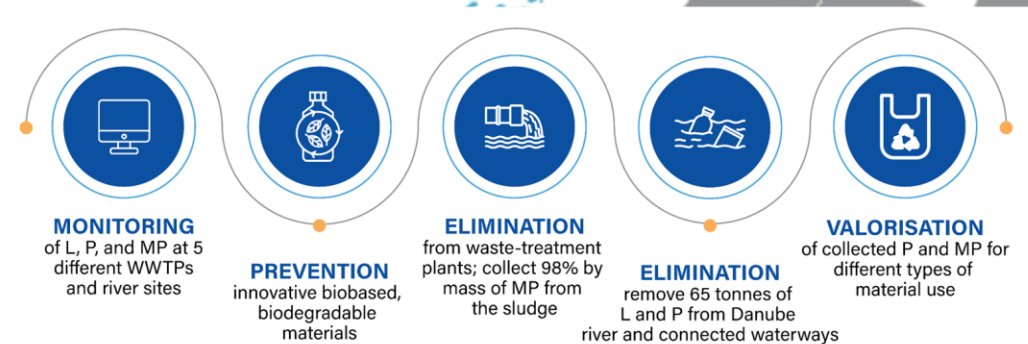 MONITORING
of L, P, and MP at 5
different WWTPs
and river sites
PREVENTION
innovative biobased,
biodegradable
materials
ELIMINATION
from waste-treatment
plants; collect 98% by
mass of MP from
the sludge
ELIMINATION
remove 65 tonnes of
L and P from Danube
river and connected waterways
VALORISATION
of collected P and MP for
different types of
material use